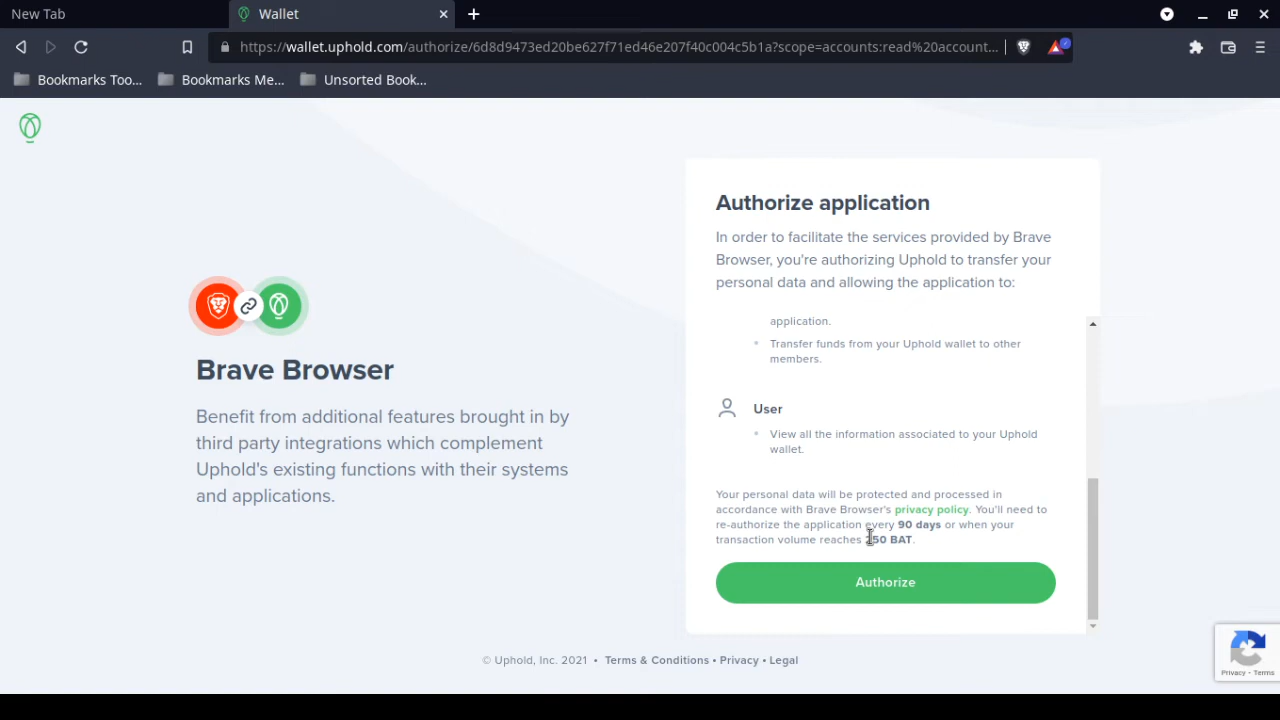 New Tab
Wallet
https://wallet.uphold.com/authorize/6d8d9473ed20be627f71ed46e207f40c004c5b1a?scope=accounts:read%20account...
Bookmarks Too...
Bookmarks Me...
Unsorted Book...
Authorize application
In order to facilitate the services provided by Brave
Browser, you're authorizing Uphold to transfer your
personal data and allowing the application to:
application.
Transfer funds from your Uphold wallet to other
members.
User
View all the information associated to your Uphold
wallet.
Your personal data will be protected and processed in
accordance with Brave Browser's privacy policy. You'll need to
re-authorize the application every 90 days or when your
transaction volume reaches BAT.
Authorize
Brave Browser
Benefit from additional features brought in by
third party integrations which complement
Uphold's existing functions with their systems
and applications.
© Uphold, Inc. 2021 • Terms & Conditions • Privacy • Legal
Privacy - Terms